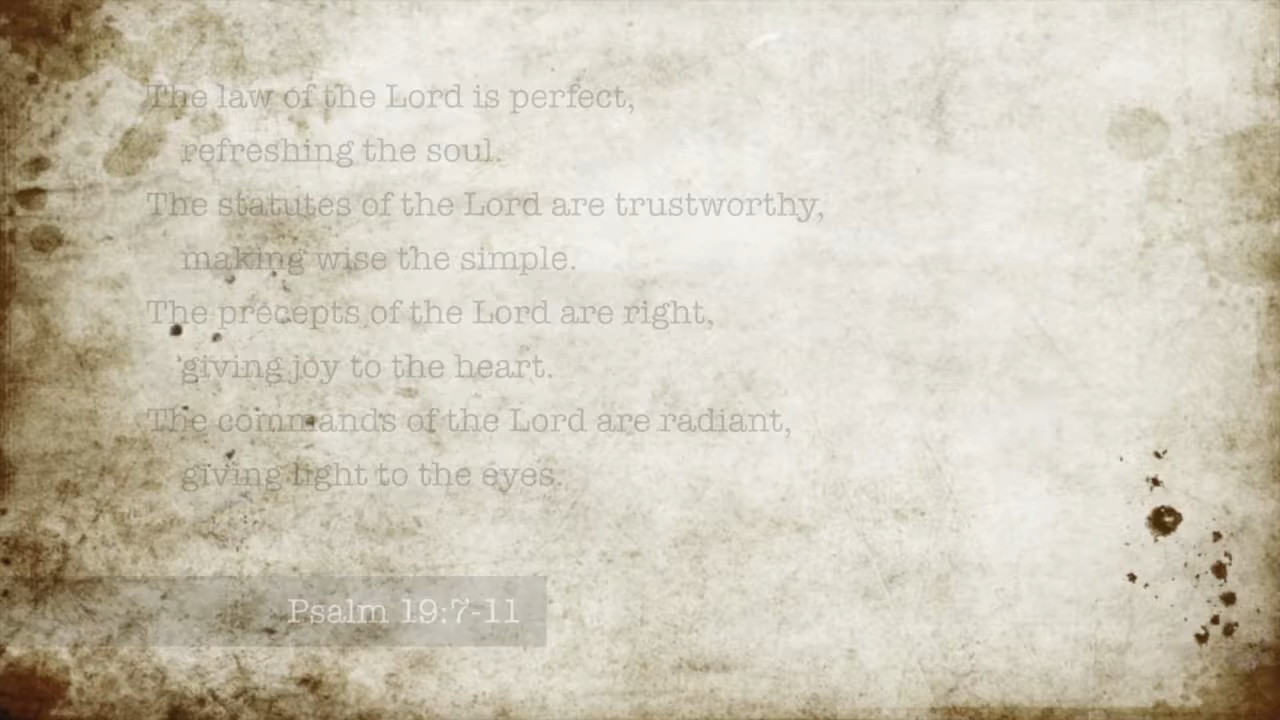 The law of the Lord is perfect,
refreshing the soul.
The statutes of the Lord are trustworthy,
making wise the simple.
The precepts of the Lord are right,
giving joy to the heart.
The commands of the Lord are radiant,
giving light to the eyes.
Psalm 19:7-11